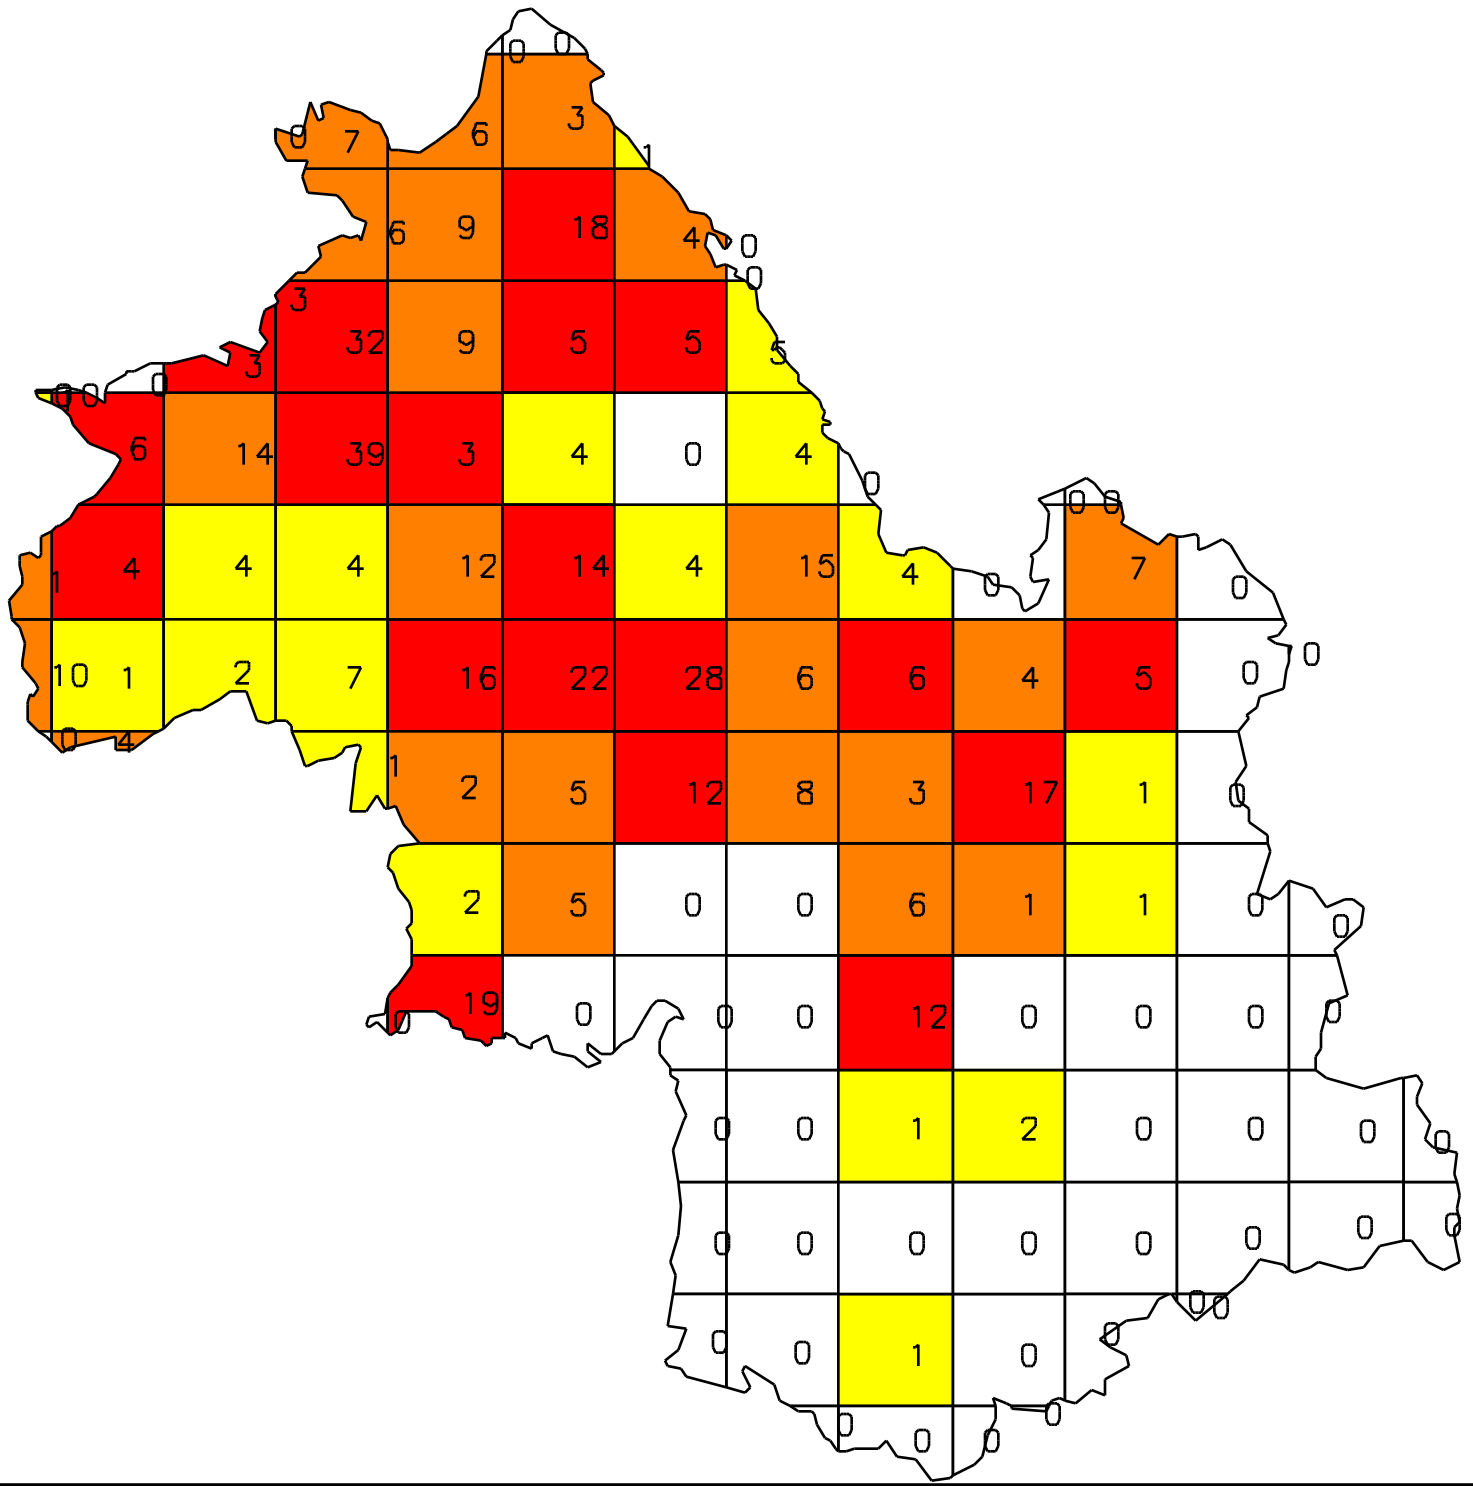 0 0
0 7 6 3 1
6 9 18 4 0
0
3 32 9 5 5 5
3
0 0 0
6 14 39 3 4 0 4 0
0 0
1 4 4 4 12 14 4 15 4 0 7 0
10 1 2 7 16 22 28 6 6 4 5 0 0
0 4
1 2 5 12 8 3 17 1 0
2 5 0 0 6 1 1 0 0
0 19 0 0 0 12 0 0 0 0
0 0 1 2 0 0 0 0
0 0 0 0 0 0 0 0
0 0
0 0 1 0 0
0 0 0 0